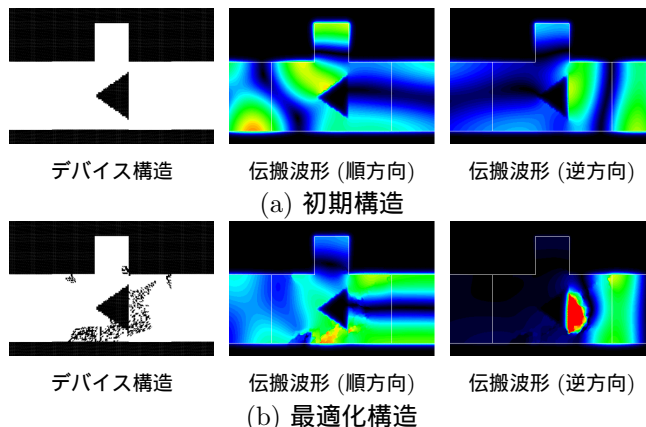 デバイス構造 伝搬波形 (順方向) 伝搬波形 (逆方向)
(a) 初期構造
デバイス構造 伝搬波形 (順方向) 伝搬波形 (逆方向)
(b) 最適化構造